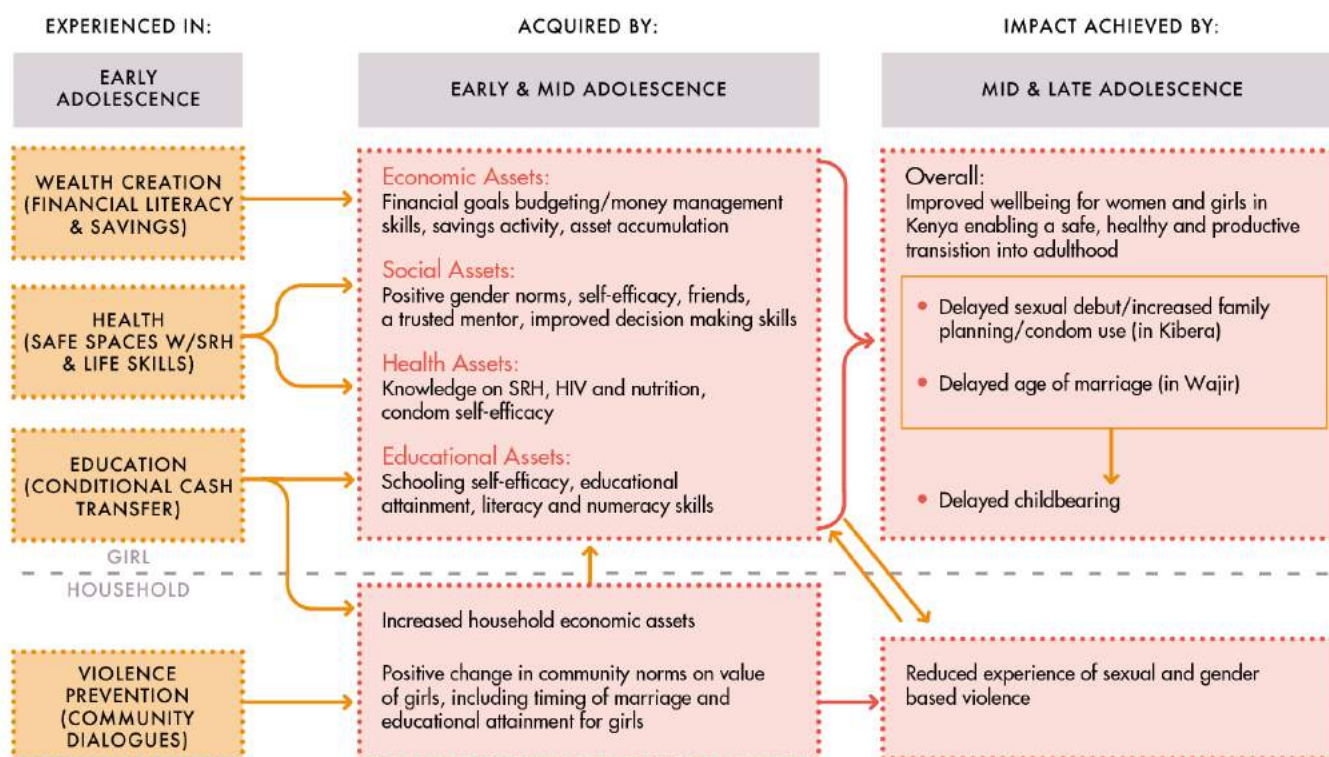 EXPERIENCED IN:
EARLY
ADOLESCENCE
WEALTH CREATION
(FINANCIAL LITERACY
& SAVINGS)
HEALTH
(SAFE SPACES W/SRH
& LIFE SKILLS)
EDUCATION
(CONDITIONAL CASH
TRANSFER)
GIRL
HOUSEHOLD
VIOLENCE
PREVENTION
(COMMUNITY
DIALOGUES)
ACQUIRED BY:
EARLY & MID ADOLESCENCE
Economic Assets:
Financial goals budgeting/money management
skills, savings activity, asset accumulation
Social Assets:
Positive gender norms, self-efficacy, friends,
a trusted mentor, improved decision making skills
Health Assets:
Knowledge on SRH, HIV and nutrition,
condom self-efficacy
Educational Assets:
Schooling self-efficacy, educational
attainment, literacy and numeracy skills
Increased household economic assets
Positive change in community norms on value
of girls, including timing of marriage and
educational attainment for girls
IMPACT ACHIEVED BY:
MID & LATE ADOLESCENCE
Overall:
Improved wellbeing for women and girls in
Kenya enabling a safe, healthy and productive
transistion into adulthood
• Delayed sexual debut/increased family
planning/condom use (in Kibera)
• Delayed age of marriage (in Wajir)
• Delayed childbearing
Reduced experience of sexual and gender
based violence